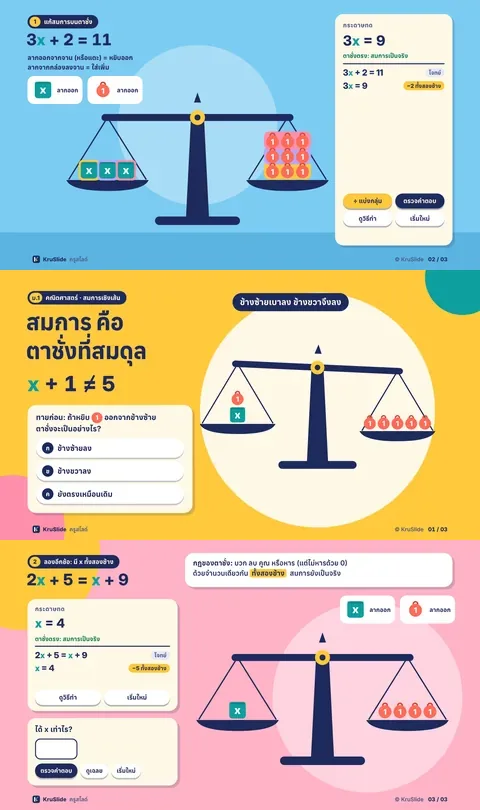 1 แก้สมการบนตาชั่ง
3x + 2 = 11
ลากออกจากจาน (หรือแตะ) = หยิบออก
ลากจากกล่องลงจาน = ใส่เพิ่ม
x ลากออก
1 ลากออก
x x x
1 1 1
1 1 1
1 1 1
กระดาษทด
3x = 9
ตาชั่งตรง: สมการเป็นจริง
3x + 2 = 11 โจทย์
3x = 9 −2 ทั้งสองข้าง
÷ แบ่งกลุ่ม
ตรวจคำตอบ
ดูวิธีทำ
เริ่มใหม่
K KruSlide ครูสไลด์
© KruSlide 02 / 03
ม.1 คณิตศาสตร์ · สมการเชิงเส้น
สมการ คือ
ตาชั่งที่สมดุล
x + 1 ≠ 5
ทายก่อน: ถ้าหยิบ 1 ออกจากข้างซ้าย
ตาชั่งจะเป็นอย่างไร?
ก ข้างซ้ายลง
ข ข้างขวาลง
ค ยังตรงเหมือนเดิม
ข้างซ้ายเบาลง ข้างขวาจึงลง
1
x
1 1 1 1 1
K KruSlide ครูสไลด์
© KruSlide 01 / 03
2 ลองอีกข้อ: มี x ทั้งสองข้าง
2x + 5 = x + 9
กระดาษทด
x = 4
ตาชั่งตรง: สมการเป็นจริง
2x + 5 = x + 9 โจทย์
x = 4 −5 ทั้งสองข้าง
ดูวิธีทำ
เริ่มใหม่
ได้ x เท่าไร?
ตรวจคำตอบ
ดูเฉลย
เริ่มใหม่
กฎของตาชั่ง: บวก ลบ คูณ หรือหาร (แต่ไม่หารด้วย 0)
ด้วยจำนวนเดียวกัน ทั้งสองข้าง สมการยังเป็นจริง
x ลากออก
1 ลากออก
x
1 1 1 1
K KruSlide ครูสไลด์
© KruSlide 03 / 03